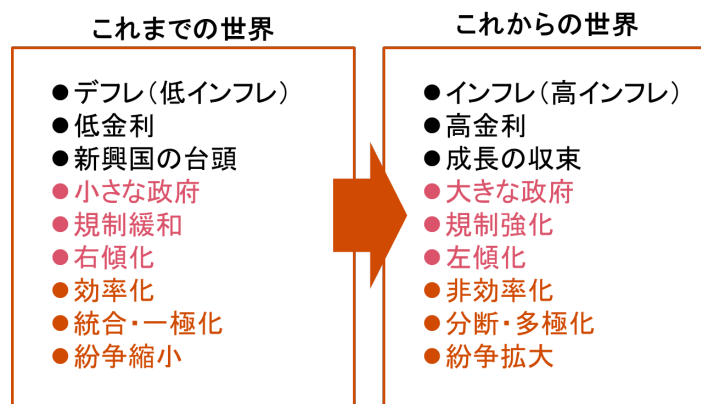 これまでの世界
●デフレ（低インフレ）
●低金利
●新興国の台頭
●小さな政府
●規制緩和
●右傾化
●効率化
●統合・一極化
●紛争縮小
これからの世界
●インフレ（高インフレ）
●高金利
●成長の収束
●大きな政府
●規制強化
●左傾化
●非効率化
●分断・多極化
●紛争拡大